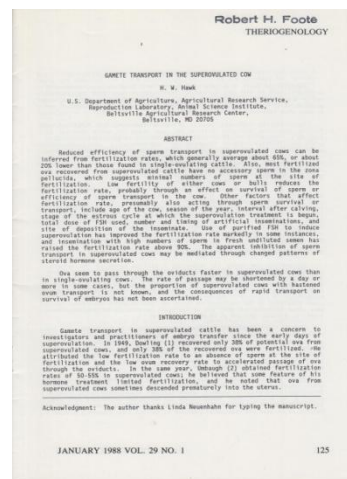 Robert H. Foote
THERIOGENOLOGY
GAMETE TRANSPORT IN THE SUPEROVULATED COW
H. W. Hawk
U.S. Department of Agriculture, Agricultural Research Service,
Reproduction Laboratory, Animal Science Institute,
Beltsville Agricultural Research Center,
Beltsville, MD 20705
ABSTRACT
Reduced efficiency of sperm transport in superovulated cows can be
inferred from fertilization rates, which generally average about 65%, or about
20% lower than those found in single-ovulating cattle. Also, most fertilized
ova recovered from superovulated cattle have no accessory sperm in the zona
pellucida, which suggests minimal numbers of sperm at the site of
fertilization. Low fertility of either cows or bulls reduces the
fertilization rate, probably through an effect on survival of sperm or
efficiency of sperm transport in the cow. Other factors that affect
fertilization rate, presumably also acting through sperm survival or
transport, include age of the cow, season of the year, interval after calving,
stage of the estrous cycle at which the superovulation treatment is begun,
total dose of FSH used, number and timing of artificial inseminations, and
site of deposition of the inseminate. Use of purified FSH to induce
superovulation has improved the fertilization rate markedly in some instances,
and insemination with high numbers of sperm in fresh undiluted semen has
raised the fertilization rate above 90%. The apparent inhibition of sperm
transport in superovulated cows may be mediated through changed patterns of
steroid hormone secretion.
Ova seem to pass through the oviducts faster in superovulated cows than
in single-ovulating cows. The rate of passage may be shortened by a day or
more in some cases, but the proportion of superovulated cows with hastened
ovum transport is not known, and the consequences of rapid transport on
survival of embryos has not been ascertained.
INTRODUCTION
Gamete transport in superovulated cattle has been a concern to
investigators and practitioners of embryo transfer since the early days of
superovulation. In 1949, Dowling (1) recovered only 38% of potential ova from
superovulated cows, and only 38% of the recovered ova were fertilized. He
attributed the low fertilization rate to an absence of sperm at the site of
fertilization and the low ovum recovery rate to accelerated passage of ova
through the oviducts. In the same year, Umbaugh (2) obtained fertilization
rates of 50-55% in superovulated cows; he believed that some feature of his
hormone treatment limited fertilization, and he noted that ova from
superovulated cows sometimes descended prematurely into the uterus.
Acknowledgment: The author thanks Linda Neuenhahn for typing the manuscript.
JANUARY 1988 VOL. 29 NO. 1 125